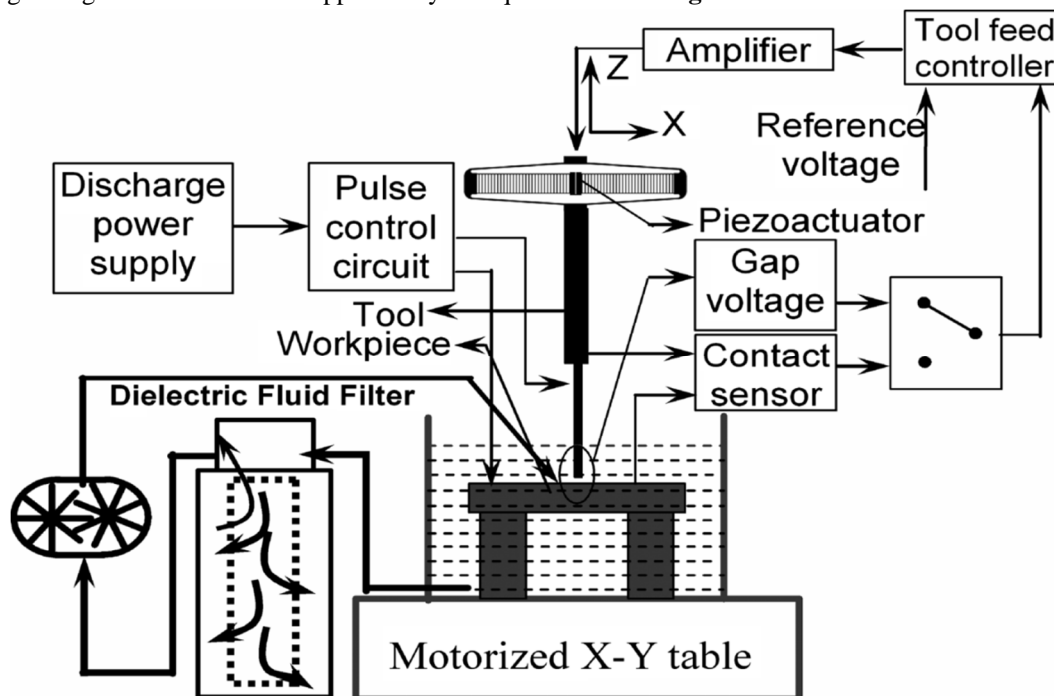 Amplifier
Tool feed
controller
Z
X
Reference
voltage
Discharge
power
supply
Pulse
control
circuit
Piezoactuator
Gap
voltage
Tool
Workpiece
Contact
sensor
Dielectric Fluid Filter
Motorized X-Y table